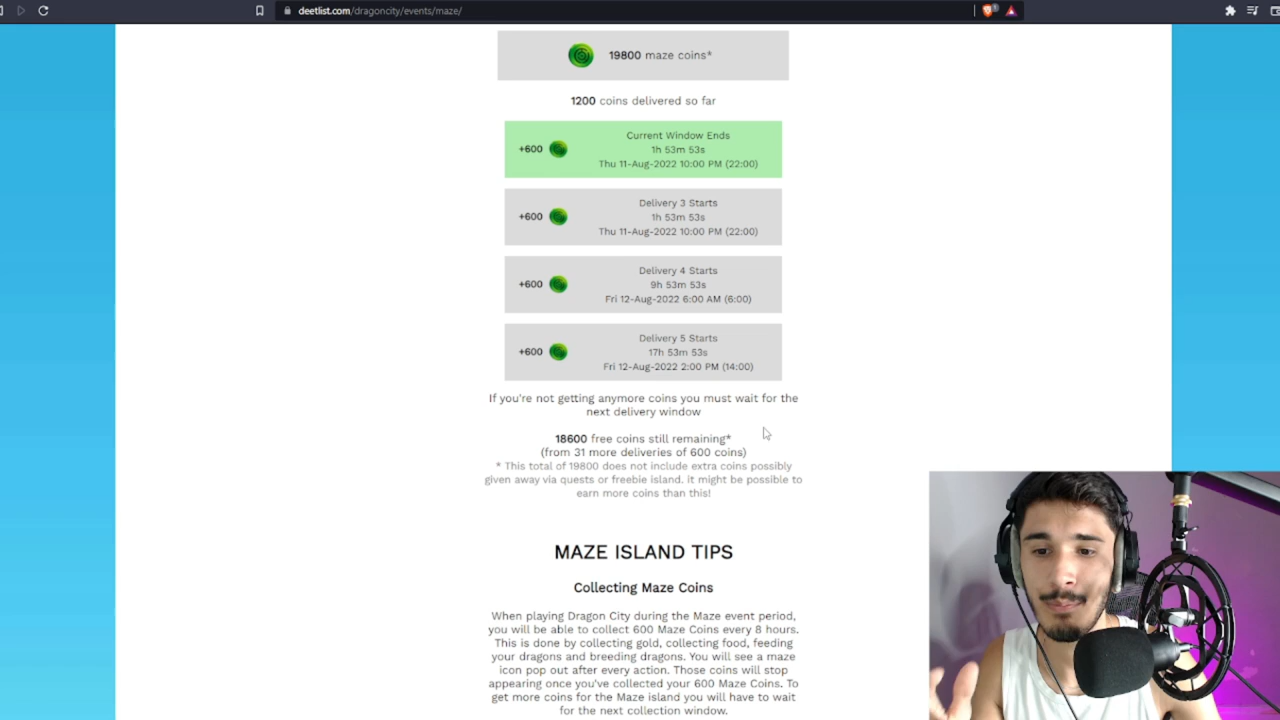 deetlist.com/dragoncity/events/maze/
19800 maze coins*
1200 coins delivered so far
+600
Current Window Ends
1h 53m 53s
Thu 11-Aug-2022 10:00 PM (22:00)
+600
Delivery 3 Starts
1h 53m 53s
Thu 11-Aug-2022 10:00 PM (22:00)
+600
Delivery 4 Starts
9h 53m 53s
Fri 12-Aug-2022 6:00 AM (6:00)
+600
Delivery 5 Starts
17h 53m 53s
Fri 12-Aug-2022 2:00 PM (14:00)
If you're not getting anymore coins you must wait for the
next delivery window
18600 free coins still remaining*
(from 31 more deliveries of 600 coins)
* This total of 19800 does not include extra coins possibly
given away via quests or freebie island. it might be possible to
earn more coins than this!
MAZE ISLAND TIPS
Collecting Maze Coins
When playing Dragon City during the Maze event period,
you will be able to collect 600 Maze Coins every 8 hours.
This is done by collecting gold, collecting food, feeding
your dragons and breeding dragons. You will see a maze
icon pop out after every action. Those coins will stop
appearing once you've collected your 600 Maze Coins. To
get more coins for the Maze island you will have to wait
for the next collection window.